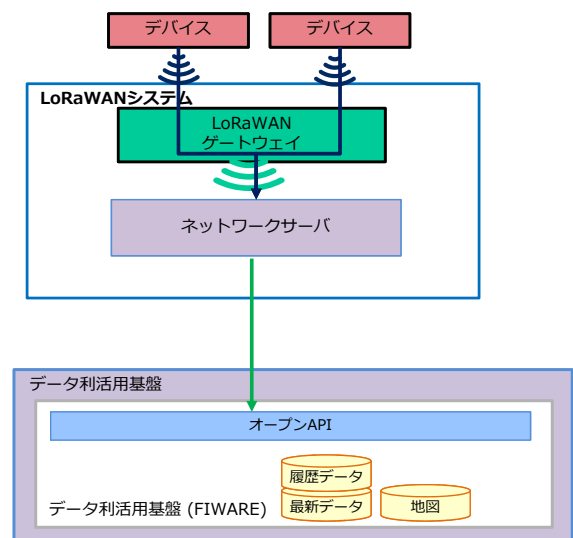 デバイス
デバイス
LoRaWANシステム
LoRaWAN
ゲートウェイ
ネットワークサーバ
データ利活用基盤
オープンAPI
履歴データ
最新データ
地図
データ利活用基盤 (FIWARE)